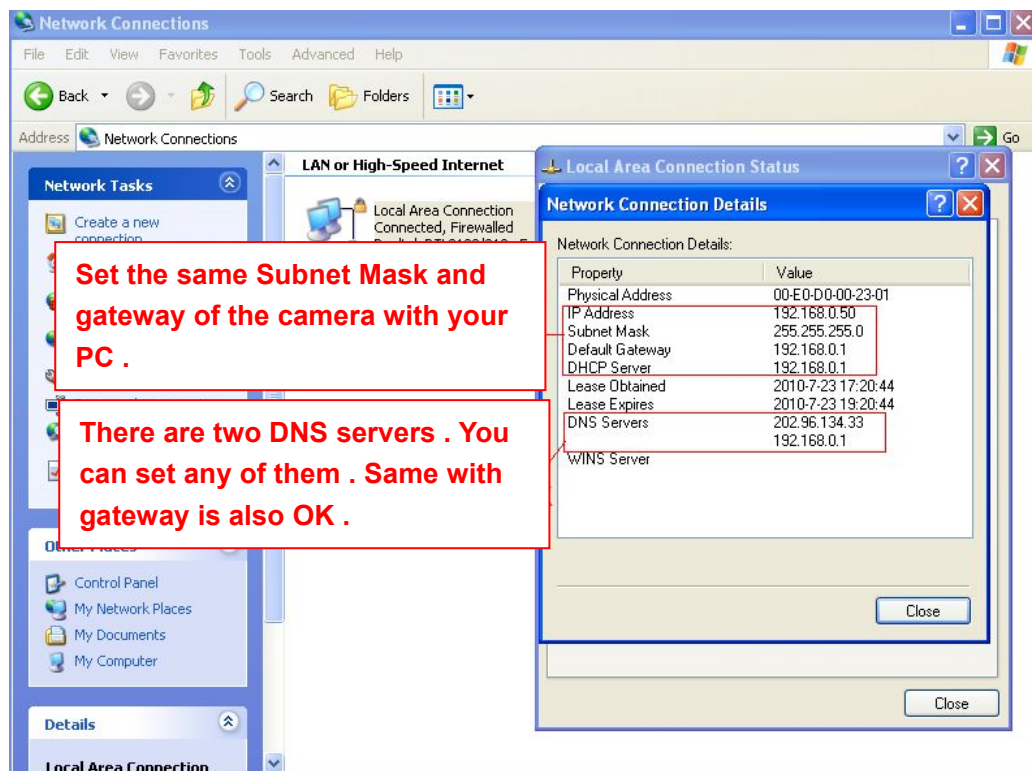 Network Connections
File Edit View Favorites Tools Advanced Help
Back Search Folders
Address Network Connections Go
Network Tasks
Create a new
connection
LAN or High-Speed Internet
Local Area Connection
Connected, Firewalled
Set the same Subnet Mask and
gateway of the camera with your
PC .
There are two DNS servers . You
can set any of them . Same with
gateway is also OK .
Control Panel
My Network Places
My Documents
My Computer
Details
Local Area Connection
Local Area Connection Status
Network Connection Details
Network Connection Details:
Property Value
Physical Address 00-E0-D0-00-23-01
IP Address 192.168.0.50
Subnet Mask 255.255.255.0
Default Gateway 192.168.0.1
DHCP Server 192.168.0.1
Lease Obtained 2010-7-23 17:20:44
Lease Expires 2010-7-23 19:20:44
DNS Servers 202.96.134.33
192.168.0.1
WINS Server
Close
Close